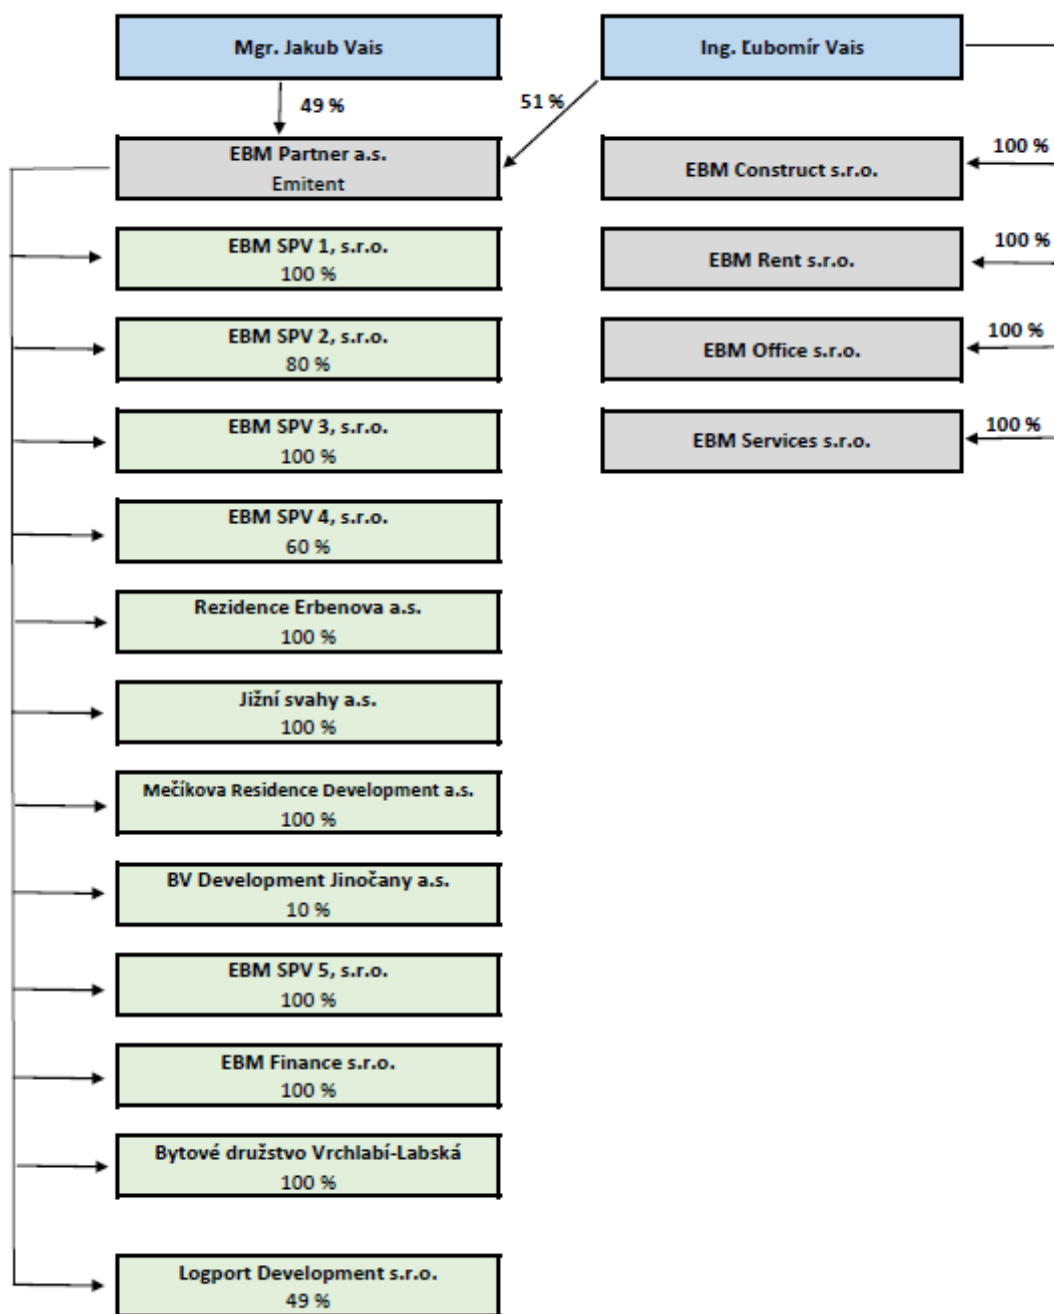 Mgr. Jakub Vais
Ing. Ľubomír Vais
49 %
51 %
EBM Partner a.s.
Emitent
EBM Construct s.r.o.
100 %
EBM SPV 1, s.r.o.
100 %
EBM Rent s.r.o.
100 %
EBM SPV 2, s.r.o.
80 %
EBM Office s.r.o.
100 %
EBM SPV 3, s.r.o.
100 %
EBM Services s.r.o.
100 %
EBM SPV 4, s.r.o.
60 %
Rezidence Erbenova a.s.
100 %
Jižní svahy a.s.
100 %
Mečíkova Residence Development a.s.
100 %
BV Development Jinočany a.s.
10 %
EBM SPV 5, s.r.o.
100 %
EBM Finance s.r.o.
100 %
Bytové družstvo Vrchlabí-Labská
100 %
Logport Development s.r.o.
49 %